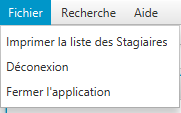 Fichier Recherche Aide
Imprimer la liste des Stagiaires
Déconexion
Fermer l'application